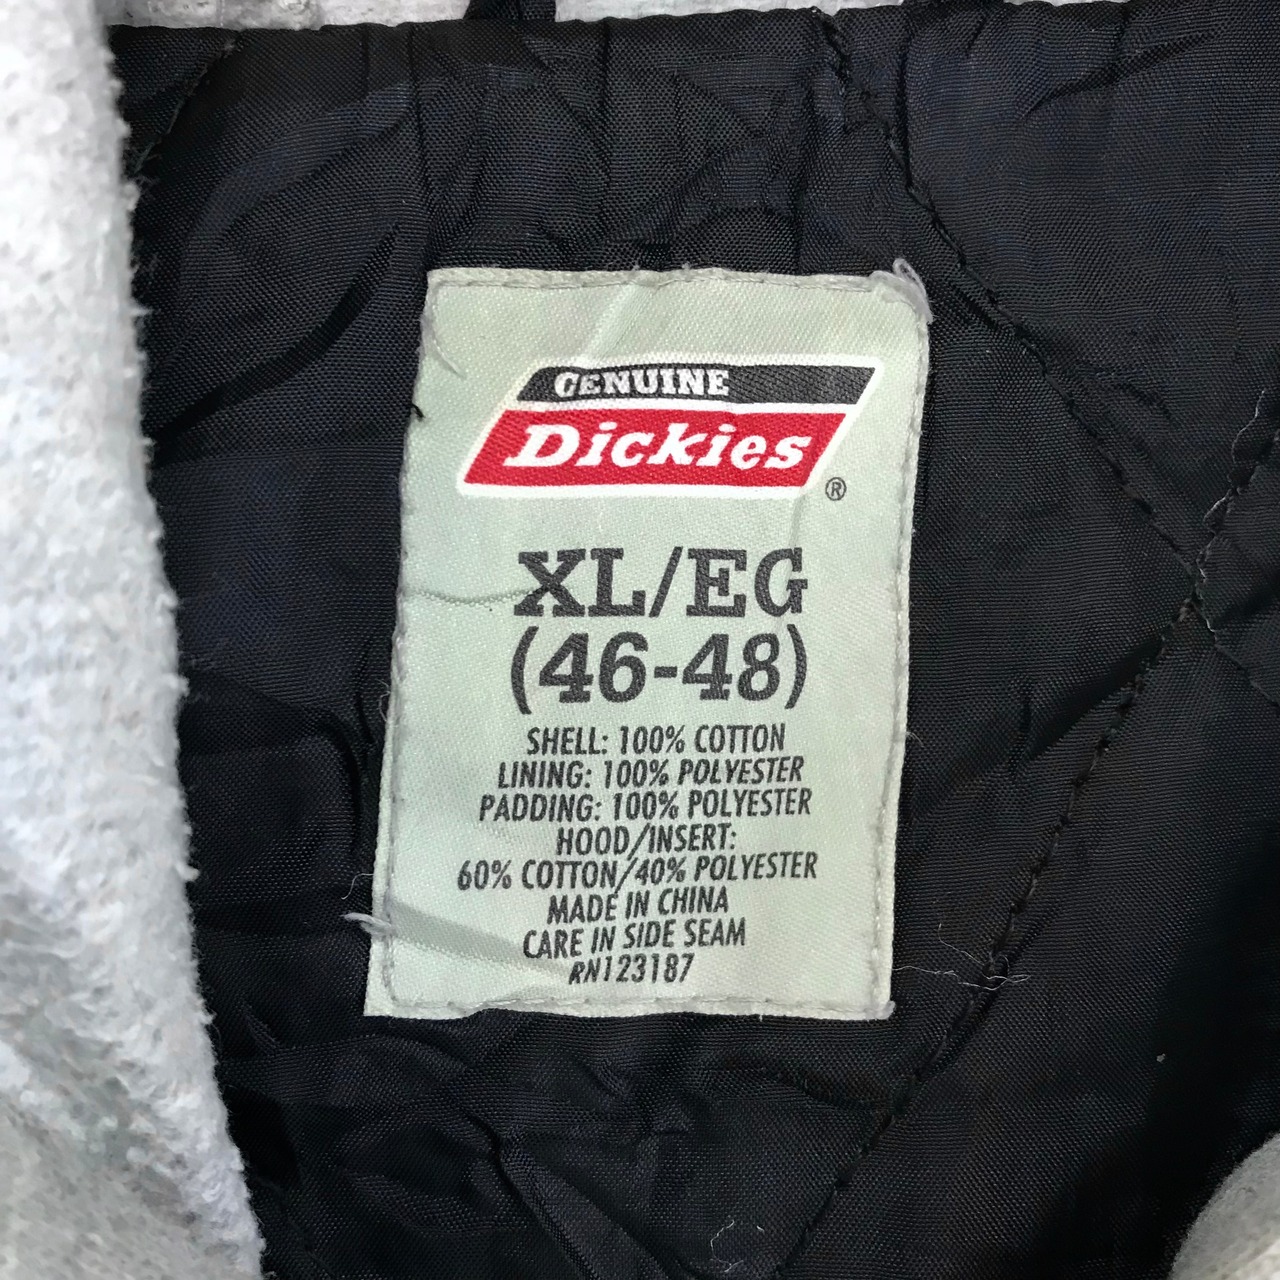 GENUINE
Dickies
®
XL/EG
(46-48)
SHELL: 100% COTTON
LINING: 100% POLYESTER
PADDING: 100% POLYESTER
HOOD/INSERT:
60% COTTON/40% POLYESTER
MADE IN CHINA
CARE IN SIDE SEAM
RN123187